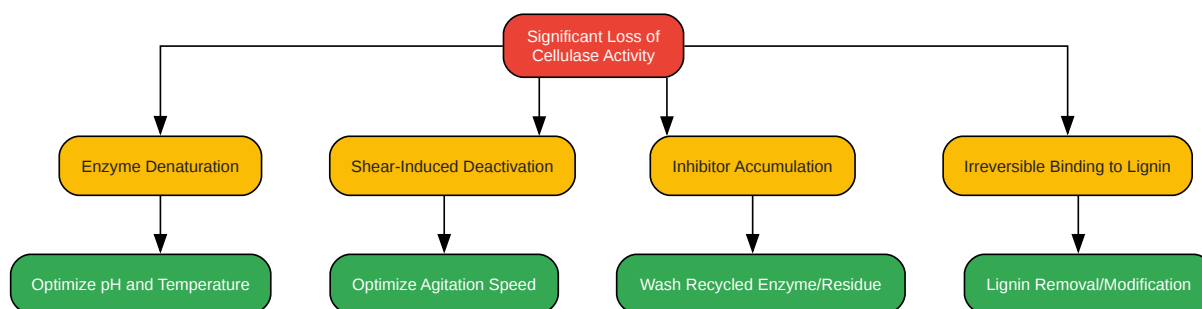 Significant Loss of
Cellulase Activity
Enzyme Denaturation
Shear-Induced Deactivation
Inhibitor Accumulation
Irreversible Binding to Lignin
Optimize pH and Temperature
Optimize Agitation Speed
Wash Recycled Enzyme/Residue
Lignin Removal/Modification